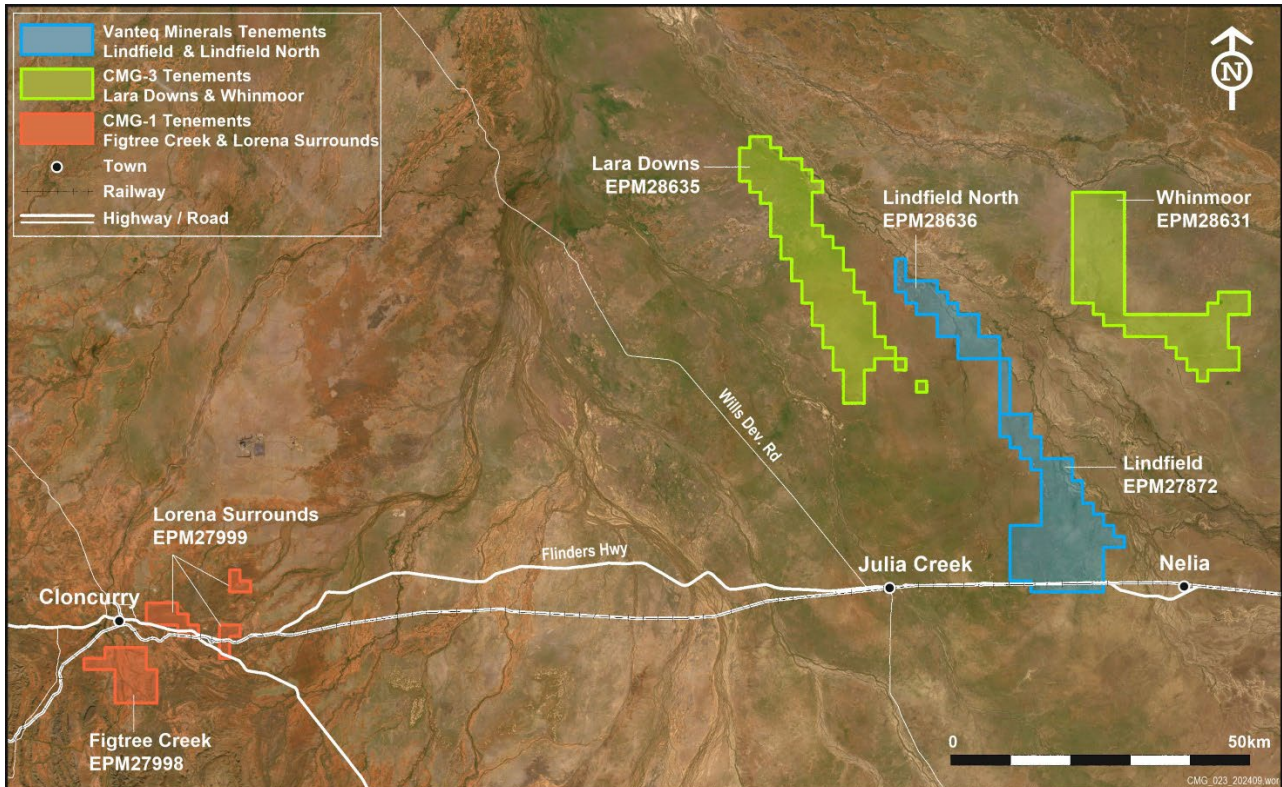 Vanteq Minerals Tenements
Lindfield & Lindfield North
CMG-3 Tenements
Lara Downs & Whinmoor
CMG-1 Tenements
Figtree Creek & Lorena Surrounds
Town
Railway
Highway / Road
N
Lara Downs
EPM28635
Lindfield North
EPM28636
Whinmoor
EPM28631
Wills Dev. Rd
Lindfield
EPM27872
Lorena Surrounds
EPM27999
Flinders Hwy
Julia Creek
Nelia
Cloncurry
Figtree Creek
EPM27998
0
50km
CMG_023_202409.wor